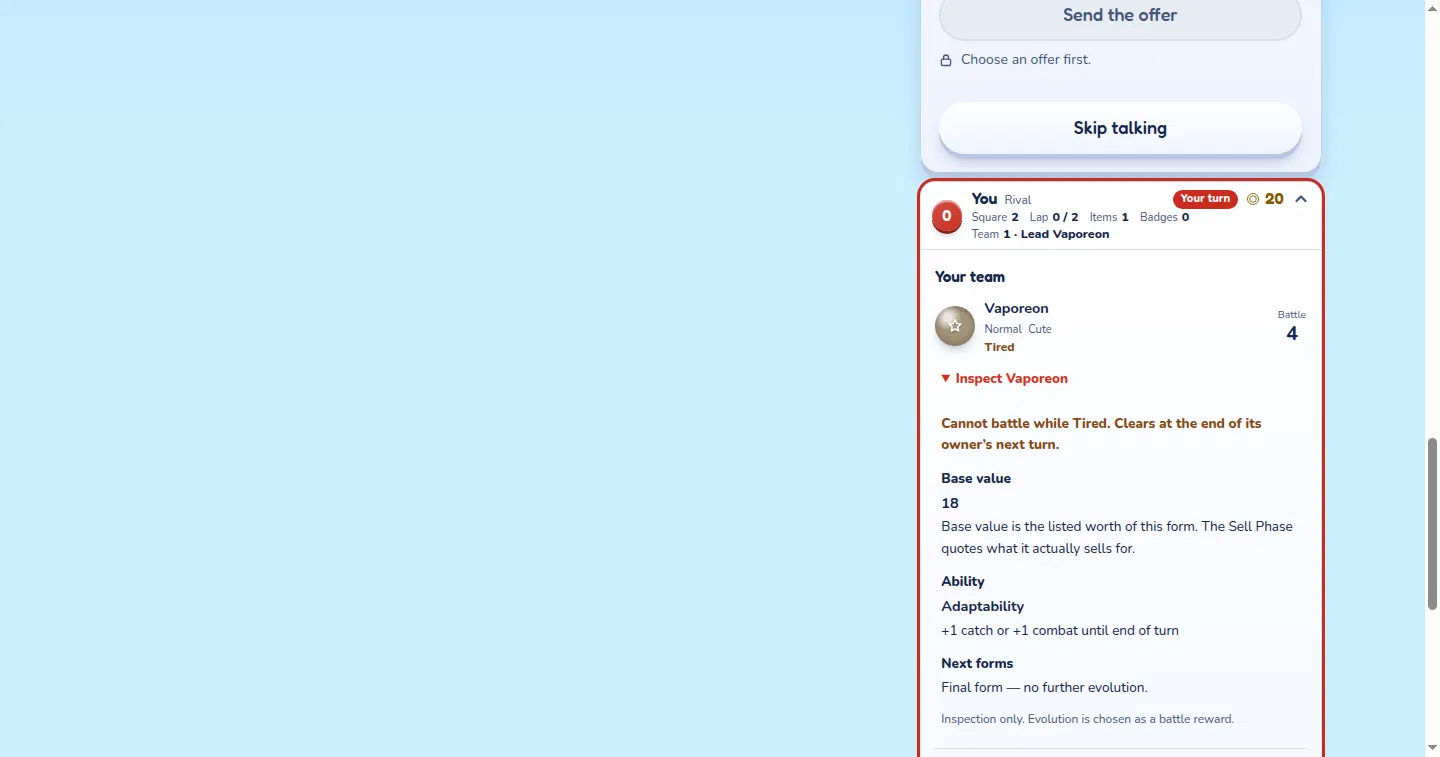 Send the offer
Choose an offer first.
Skip talking
0
You Rival Your turn 20
Square 2 Lap 0 / 2 Items 1 Badges 0
Team 1 · Lead Vaporeon
Your team
Vaporeon
Normal Cute
Tired
Battle
4
▼ Inspect Vaporeon
Cannot battle while Tired. Clears at the end of its
owner’s next turn.
Base value
18
Base value is the listed worth of this form. The Sell Phase
quotes what it actually sells for.
Ability
Adaptability
+1 catch or +1 combat until end of turn
Next forms
Final form — no further evolution.
Inspection only. Evolution is chosen as a battle reward.